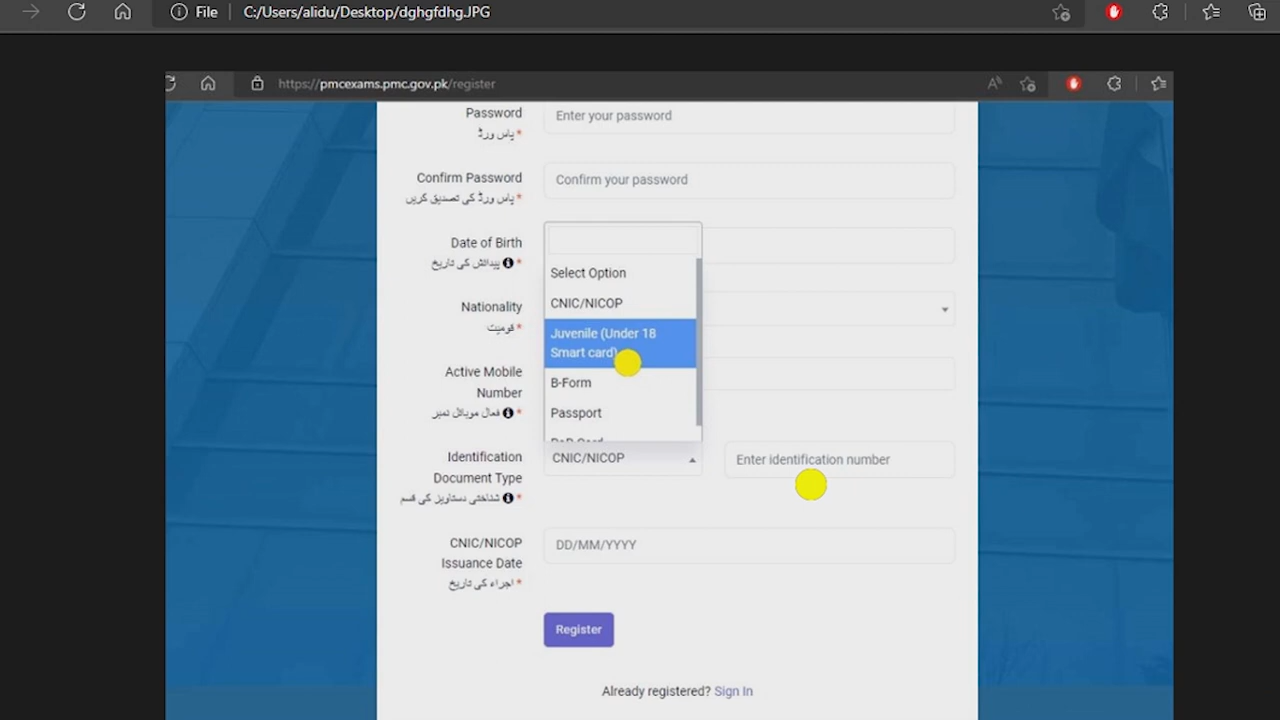 File
C:/Users/alidu/Desktop/dghgfdhg.JPG
https://pmcexams.pmc.gov.pk/register
Password
Enter your password
پاس ورڈ *
Confirm Password
Confirm your password
پاس ورڈ کی تصدیق کریں *
Date of Birth
پیدائش کی تاریخ *
Select Option
CNIC/NICOP
Nationality
قومیت *
Juvenile (Under 18
Smart card)
Active Mobile
Number
فعال موبائل نمبر *
B-Form
Passport
Identification
Document Type
شناختی دستاویز کی قسم *
CNIC/NICOP
Enter identification number
CNIC/NICOP
Issuance Date
اجراء کی تاریخ *
DD/MM/YYYY
Register
Already registered? Sign In